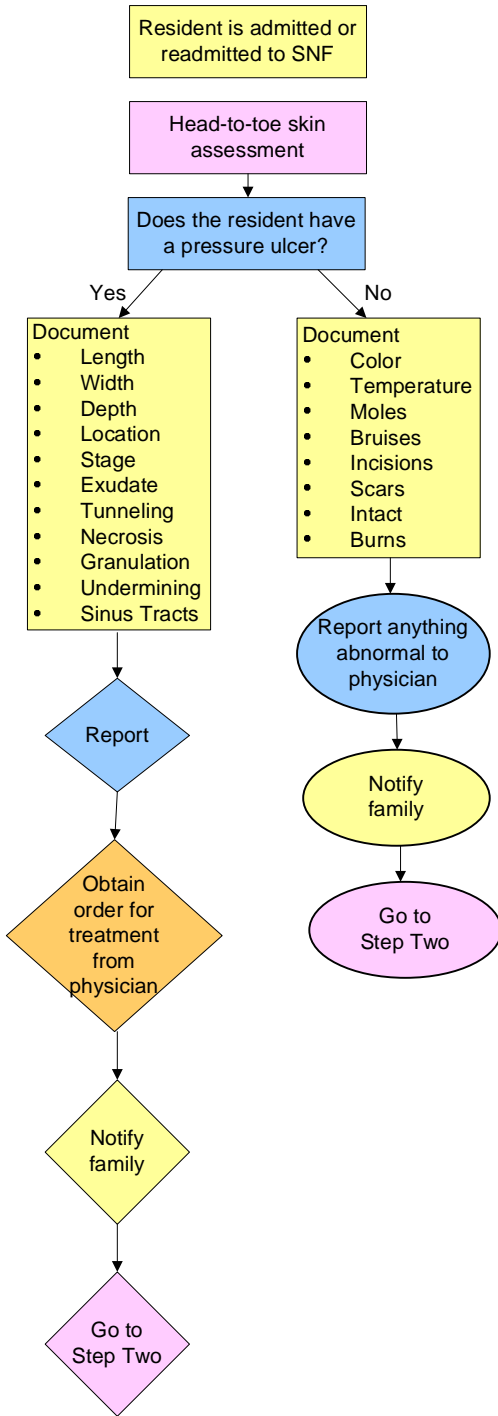 Resident is admitted or
readmitted to SNF
Head-to-toe skin
assessment
Does the resident have
a pressure ulcer?
Yes
No
Document
• Length
• Width
• Depth
• Location
• Stage
• Exudate
• Tunneling
• Necrosis
• Granulation
• Undermining
• Sinus Tracts
Report
Obtain
order for
treatment
from
physician
Notify
family
Go to
Step Two
Document
• Color
• Temperature
• Moles
• Bruises
• Incisions
• Scars
• Intact
• Burns
Report anything
abnormal to
physician
Notify
family
Go to
Step Two